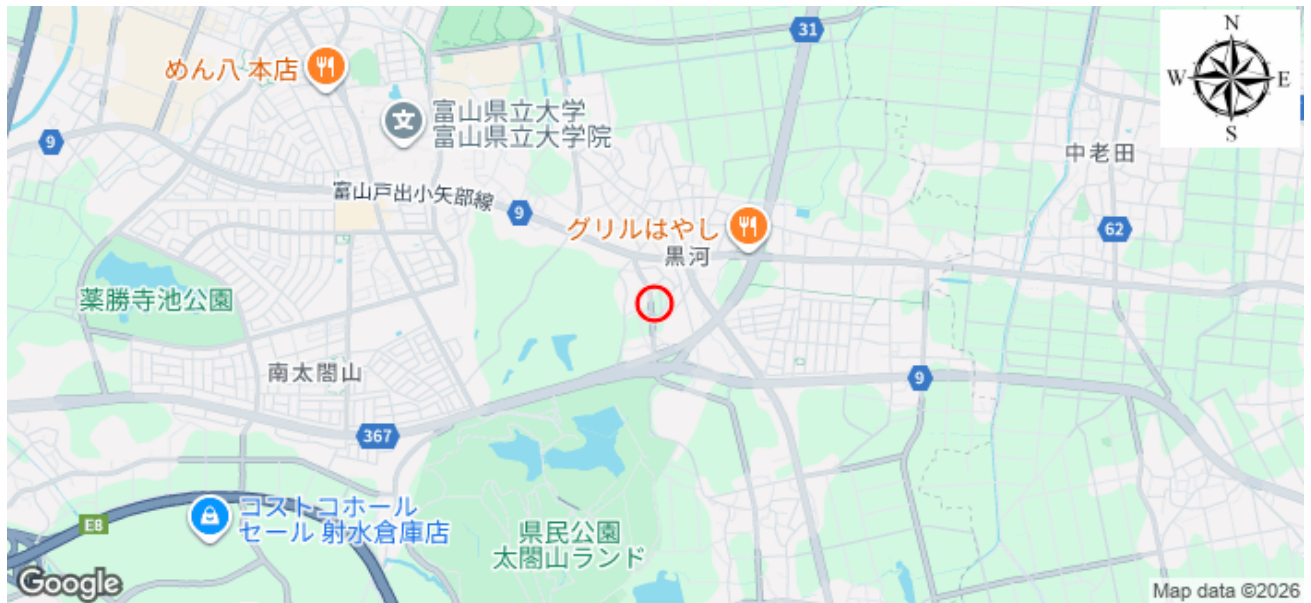 31
N
W
E
S
めん八 本店
富山県立大学
富山県立大学院
9
中老田
富山戸出小矢部線
9
グリルはやし
62
黒河
薬勝寺池公園
南太閤山
9
367
コストコホール
セール 射水倉庫店
E8
県民公園
太閤山ランド
Google
Map data ©2026